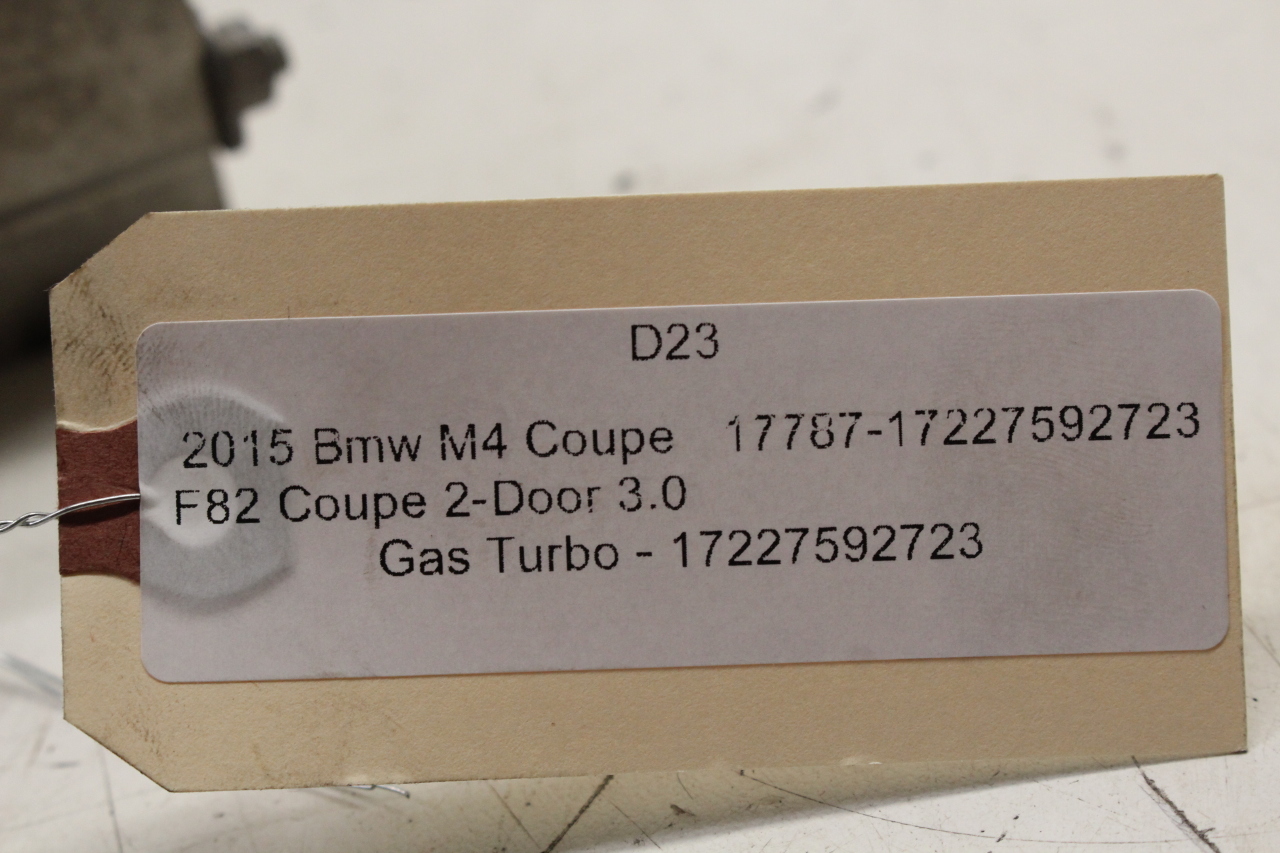 D23
2015 Bmw M4 Coupe 17787-17227592723
F82 Coupe 2-Door 3.0
Gas Turbo - 17227592723